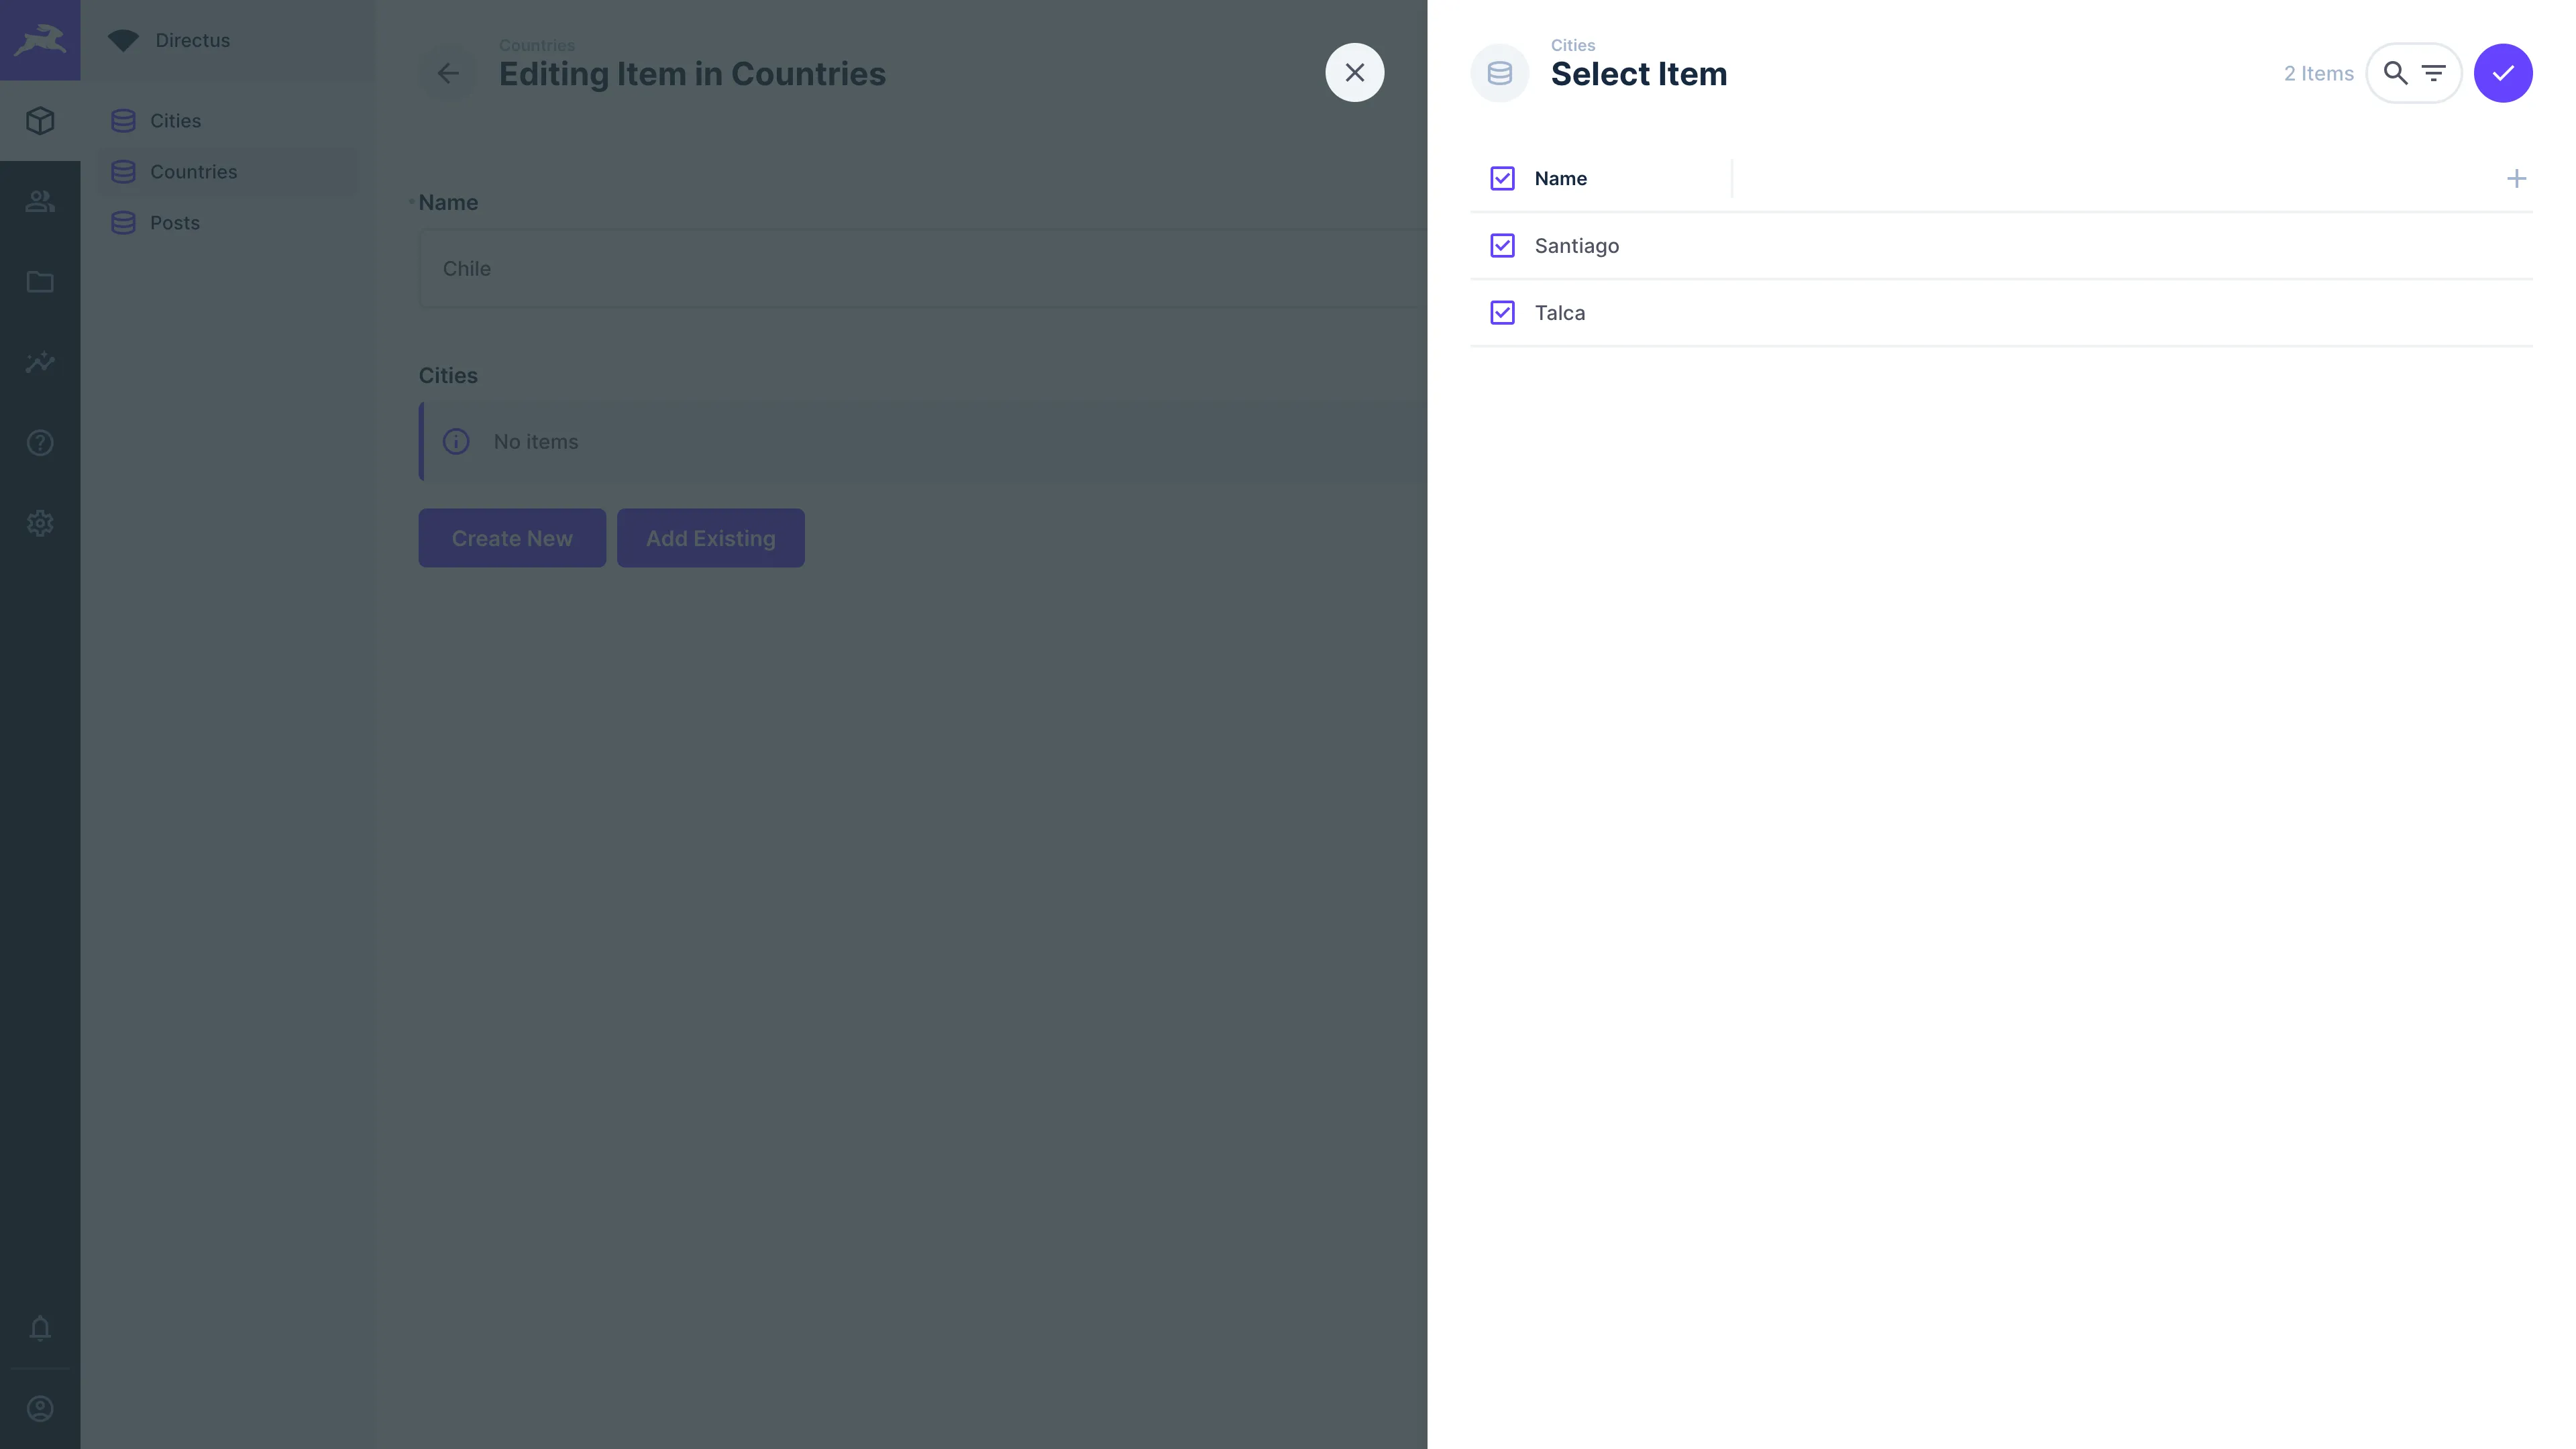 Directus
Cities
Countries
Posts
Countries
Editing Item in Countries
Name
Chile
Cities
No items
Create New
Add Existing
Cities
Select Item
2 Items
Name
Santiago
Talca